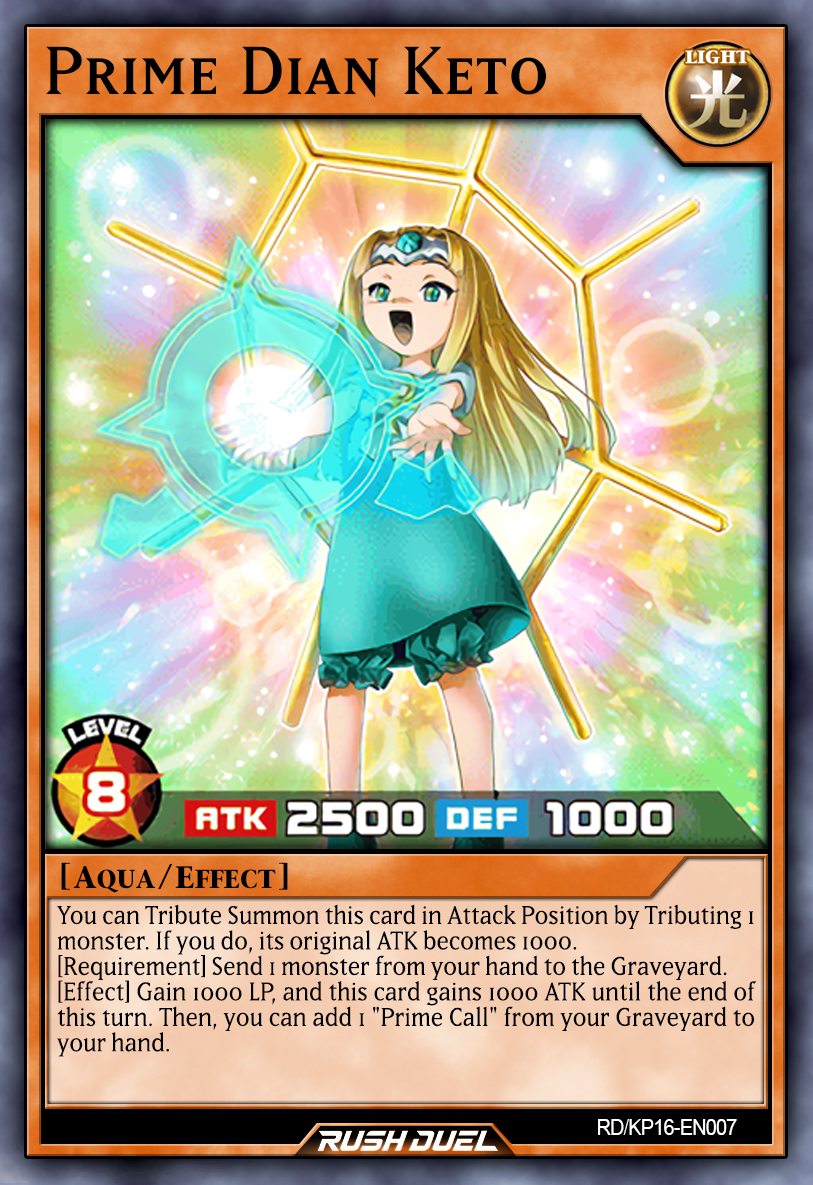 Prime Dian Keto
LIGHT
光
LEVEL
8
ATK 2500 DEF 1000
[Aqua/Effect]
You can Tribute Summon this card in Attack Position by Tributing 1
monster. If you do, its original ATK becomes 1000.
[Requirement] Send 1 monster from your hand to the Graveyard.
[Effect] Gain 1000 LP, and this card gains 1000 ATK until the end of
this turn. Then, you can add 1 "Prime Call" from your Graveyard to
your hand.
RD/KP16-EN007
RUSH DUEL